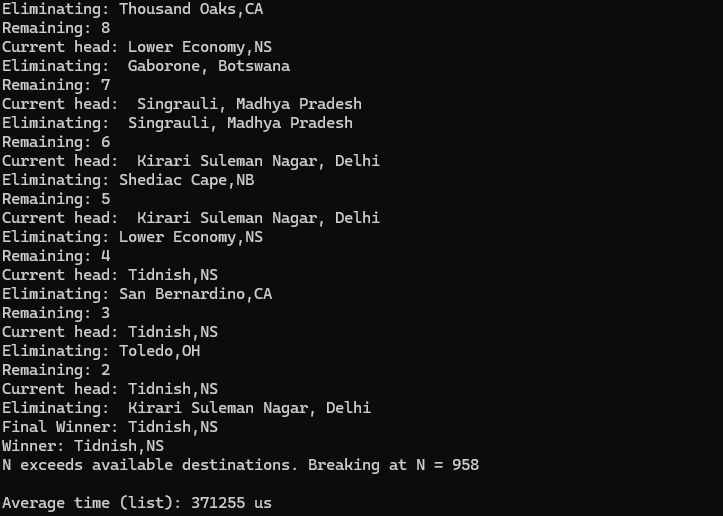 Eliminating: Thousand Oaks,CA
Remaining: 8
Current head: Lower Economy,NS
Eliminating:  Gaborone, Botswana
Remaining: 7
Current head:  Singrauli, Madhya Pradesh
Eliminating:  Singrauli, Madhya Pradesh
Remaining: 6
Current head:  Kirari Suleman Nagar, Delhi
Eliminating: Shediac Cape,NB
Remaining: 5
Current head:  Kirari Suleman Nagar, Delhi
Eliminating: Lower Economy,NS
Remaining: 4
Current head: Tidnish,NS
Eliminating: San Bernardino,CA
Remaining: 3
Current head: Tidnish,NS
Eliminating: Toledo,OH
Remaining: 2
Current head: Tidnish,NS
Eliminating:  Kirari Suleman Nagar, Delhi
Final Winner: Tidnish,NS
Winner: Tidnish,NS
N exceeds available destinations. Breaking at N = 958

Average time (list): 371255 us